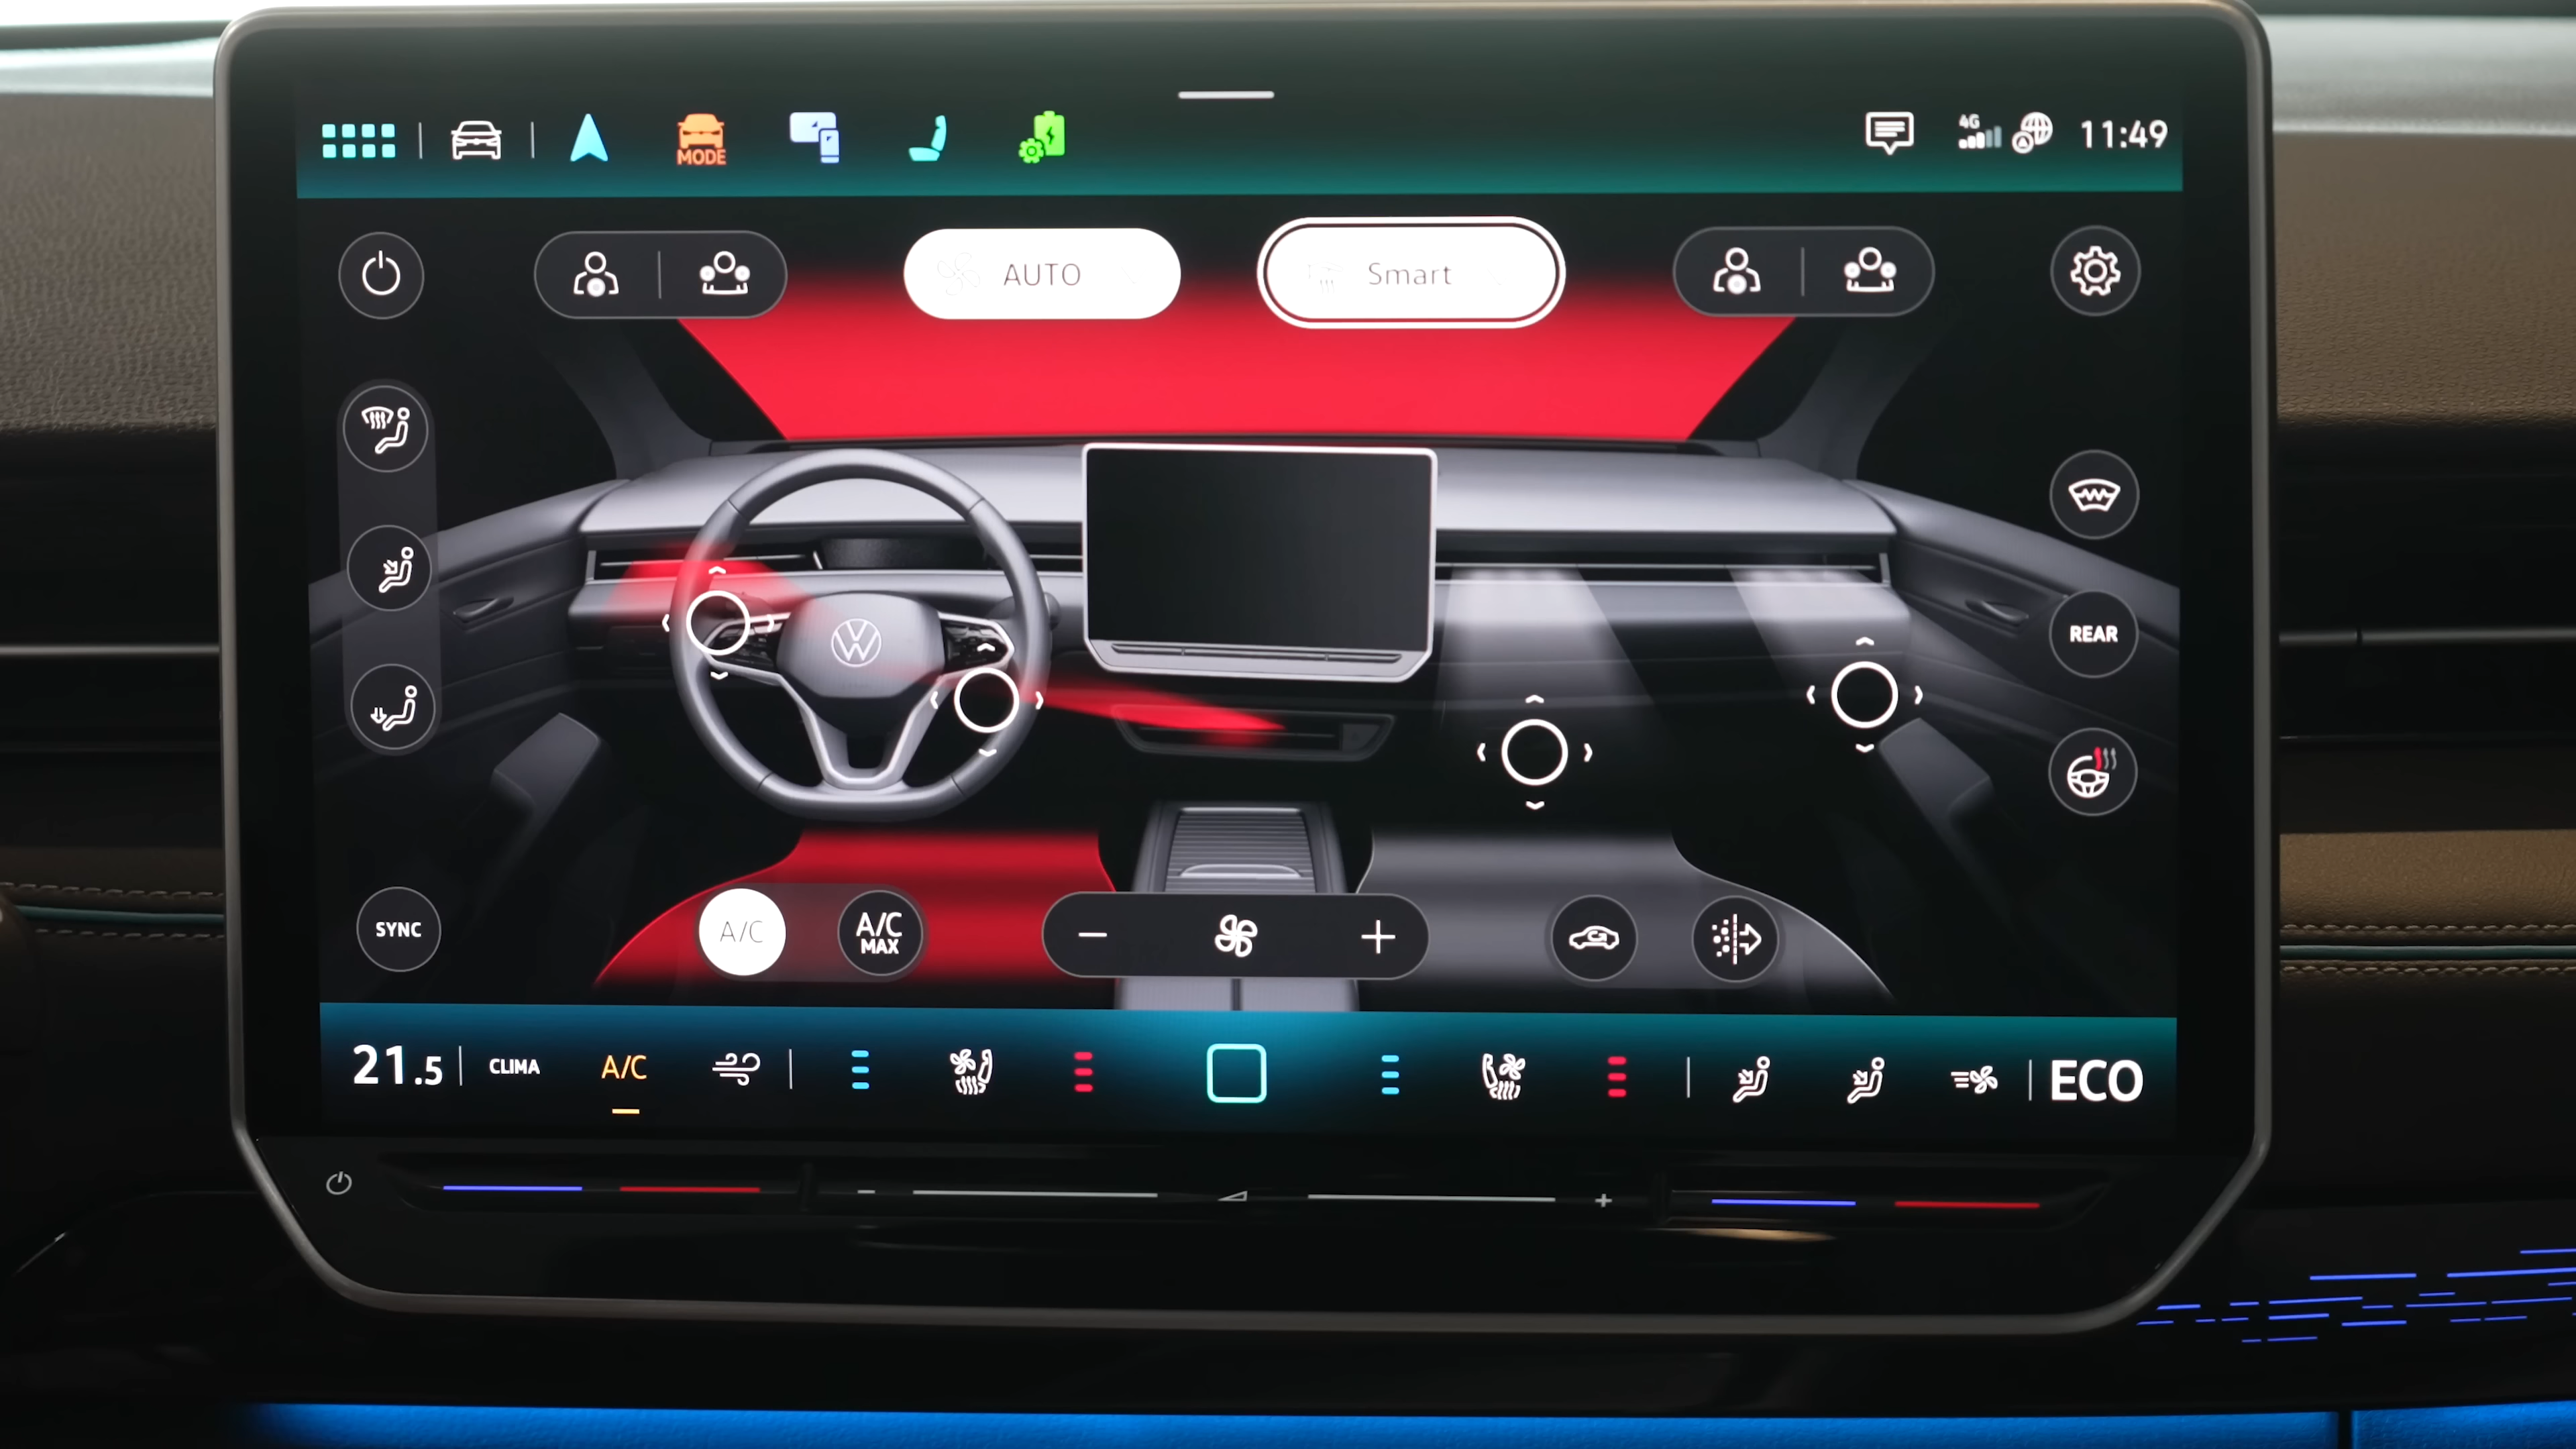 MODE
4G
11:49
AUTO
Smart
REAR
SYNC
A/C
A/C MAX
21.5
CLIMA
A/C
ECO